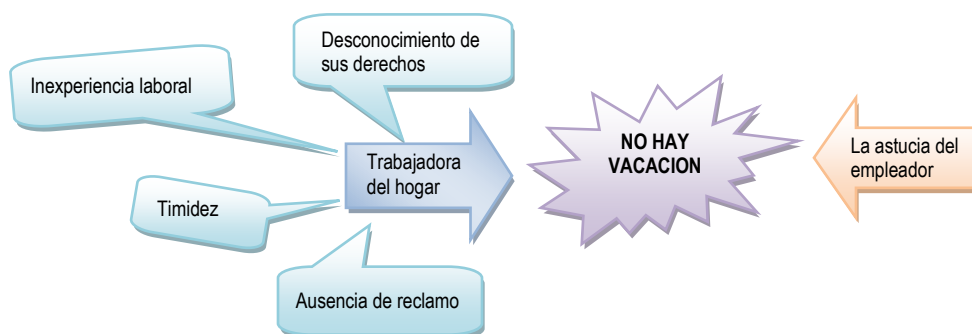 Desconocimiento de
sus derechos
Inexperiencia laboral
Trabajadora
del hogar
NO HAY
VACACION
La astucia del
empleador
Timidez
Ausencia de reclamo